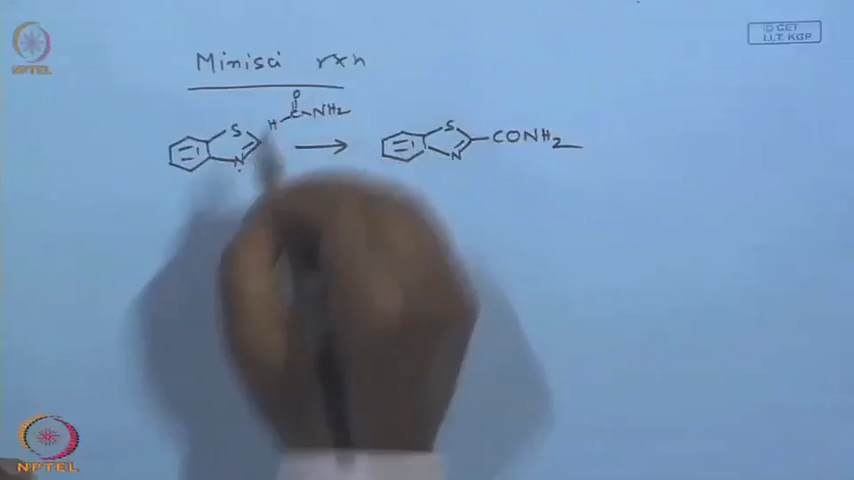 NPTEL
© CET
I.I.T. KGP
Minisci rxn
O
H C NH2
S
N
S
N
CONH2
NPTEL